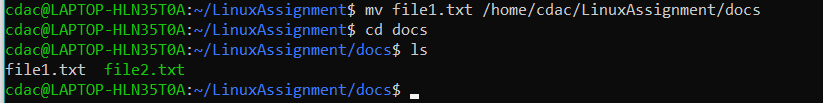 cdac@LAPTOP-HLN35T0A:~/LinuxAssignment$ mv file1.txt /home/cdac/LinuxAssignment/docs
cdac@LAPTOP-HLN35T0A:~/LinuxAssignment$ cd docs
cdac@LAPTOP-HLN35T0A:~/LinuxAssignment/docs$ ls
file1.txt  file2.txt
cdac@LAPTOP-HLN35T0A:~/LinuxAssignment/docs$